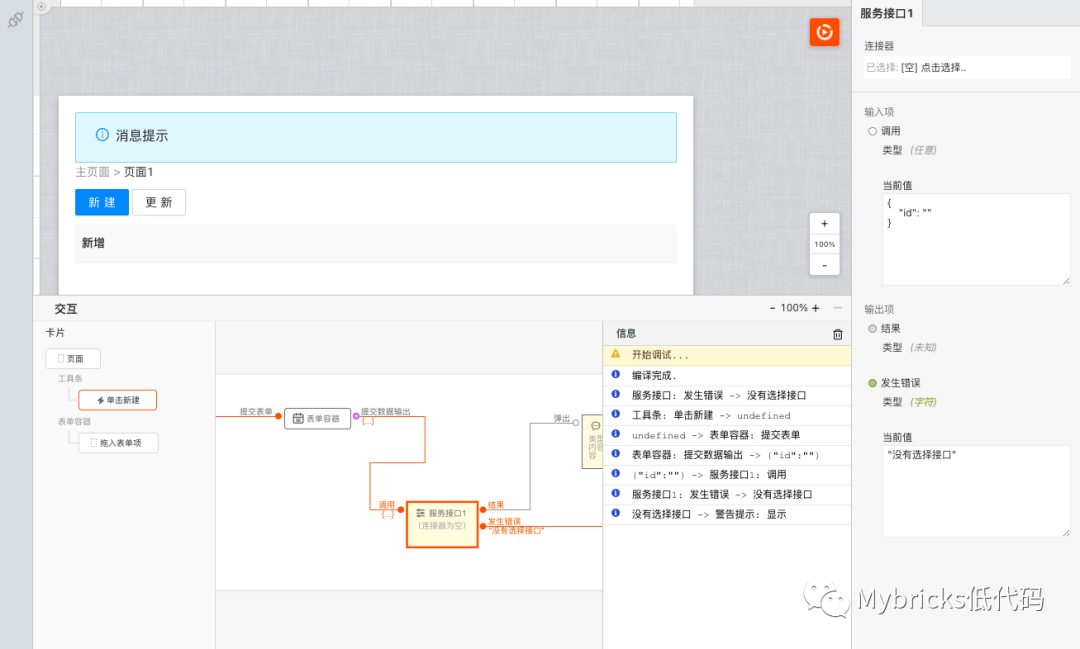 消息提示
主页面 > 页面1
新 建
更 新
新增
+
100%
-
交互
- 100% +
卡片
页面
工具条
单击新建
表单容器
拖入表单项
提交表单
表单容器
提交数据输出
{...}
弹出
类型
内容
容
调用
{...}
服务接口1
(连接器为空)
结果
发生错误
"没有选择接口"
信息
开始调试...
编译完成.
服务接口: 发生错误 -> 没有选择接口
工具条: 单击新建 -> undefined
undefined -> 表单容器: 提交表单
表单容器: 提交数据输出 -> {"id":""}
{"id":""} -> 服务接口1: 调用
服务接口1: 发生错误 -> 没有选择接口
没有选择接口 -> 警告提示: 显示
服务接口1
连接器
已选择: [空] 点击选择..
输入项
调用
类型 (任意)
当前值
{
"id": ""
}
输出项
结果
类型 (未知)
发生错误
类型 (字符)
当前值
"没有选择接口"
Mybricks低代码